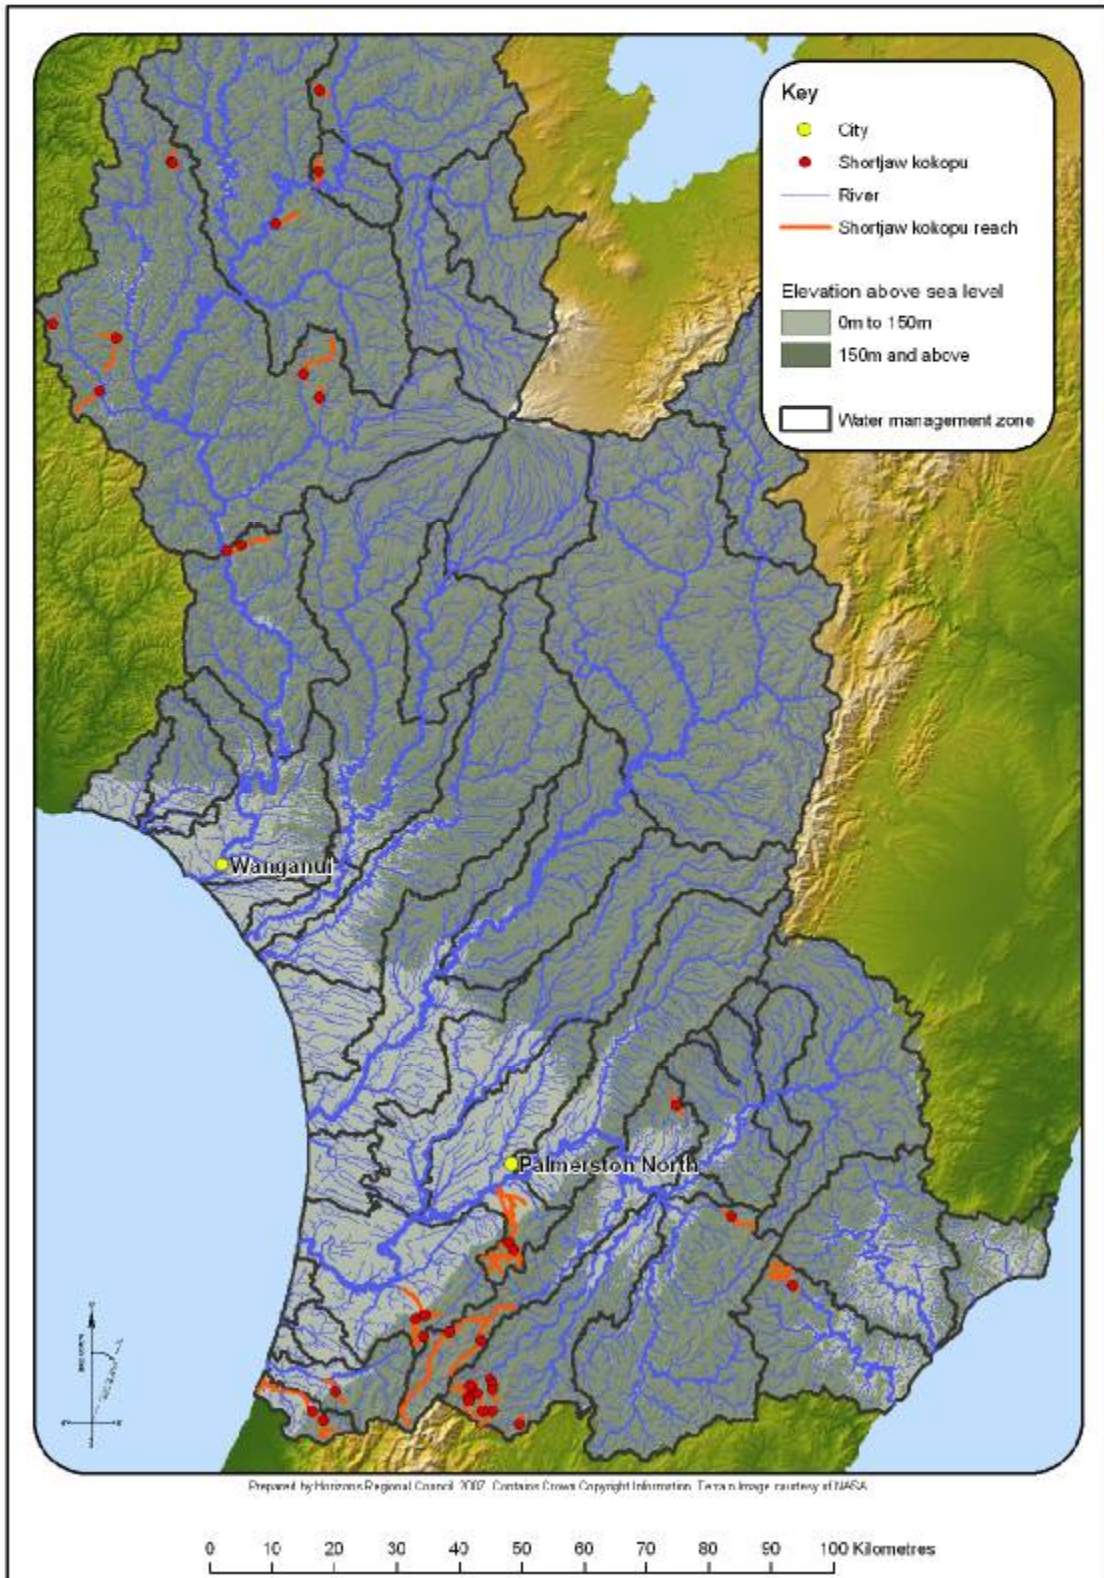 Key
City
Shortjaw kokopu
River
Shortjaw kokopu reach
Elevation above sea level
0m to 150m
150m and above
Water management zone
Wanganui
Palmerston North
Prepared by Horizons Regional Council 2007. Contains Crown Copyright Information. Terrain Image courtesy of NASA
0 10 20 30 40 50 60 70 80 90 100 Kilometres